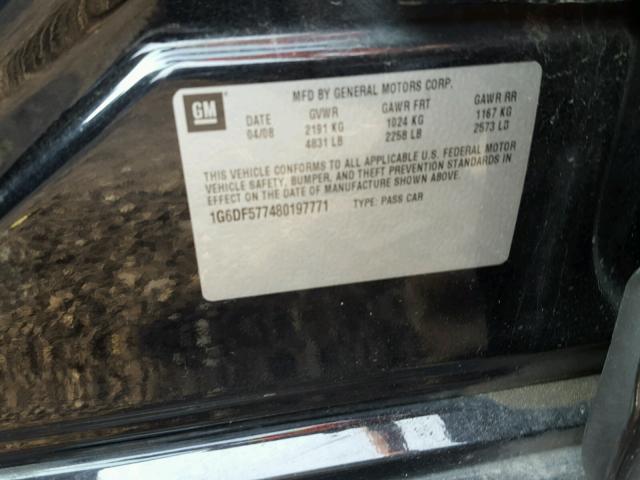 GM
MFD BY GENERAL MOTORS CORP.
DATE GVWR GAWR FRT GAWR RR
04/08 2191 KG 1024 KG 1167 KG
4831 LB 2258 LB 2573 LB
THIS VEHICLE CONFORMS TO ALL APPLICABLE U.S. FEDERAL MOTOR
VEHICLE SAFETY, BUMPER, AND THEFT PREVENTION STANDARDS IN
EFFECT ON THE DATE OF MANUFACTURE SHOWN ABOVE.
1G6DF577480197771 TYPE: PASS CAR